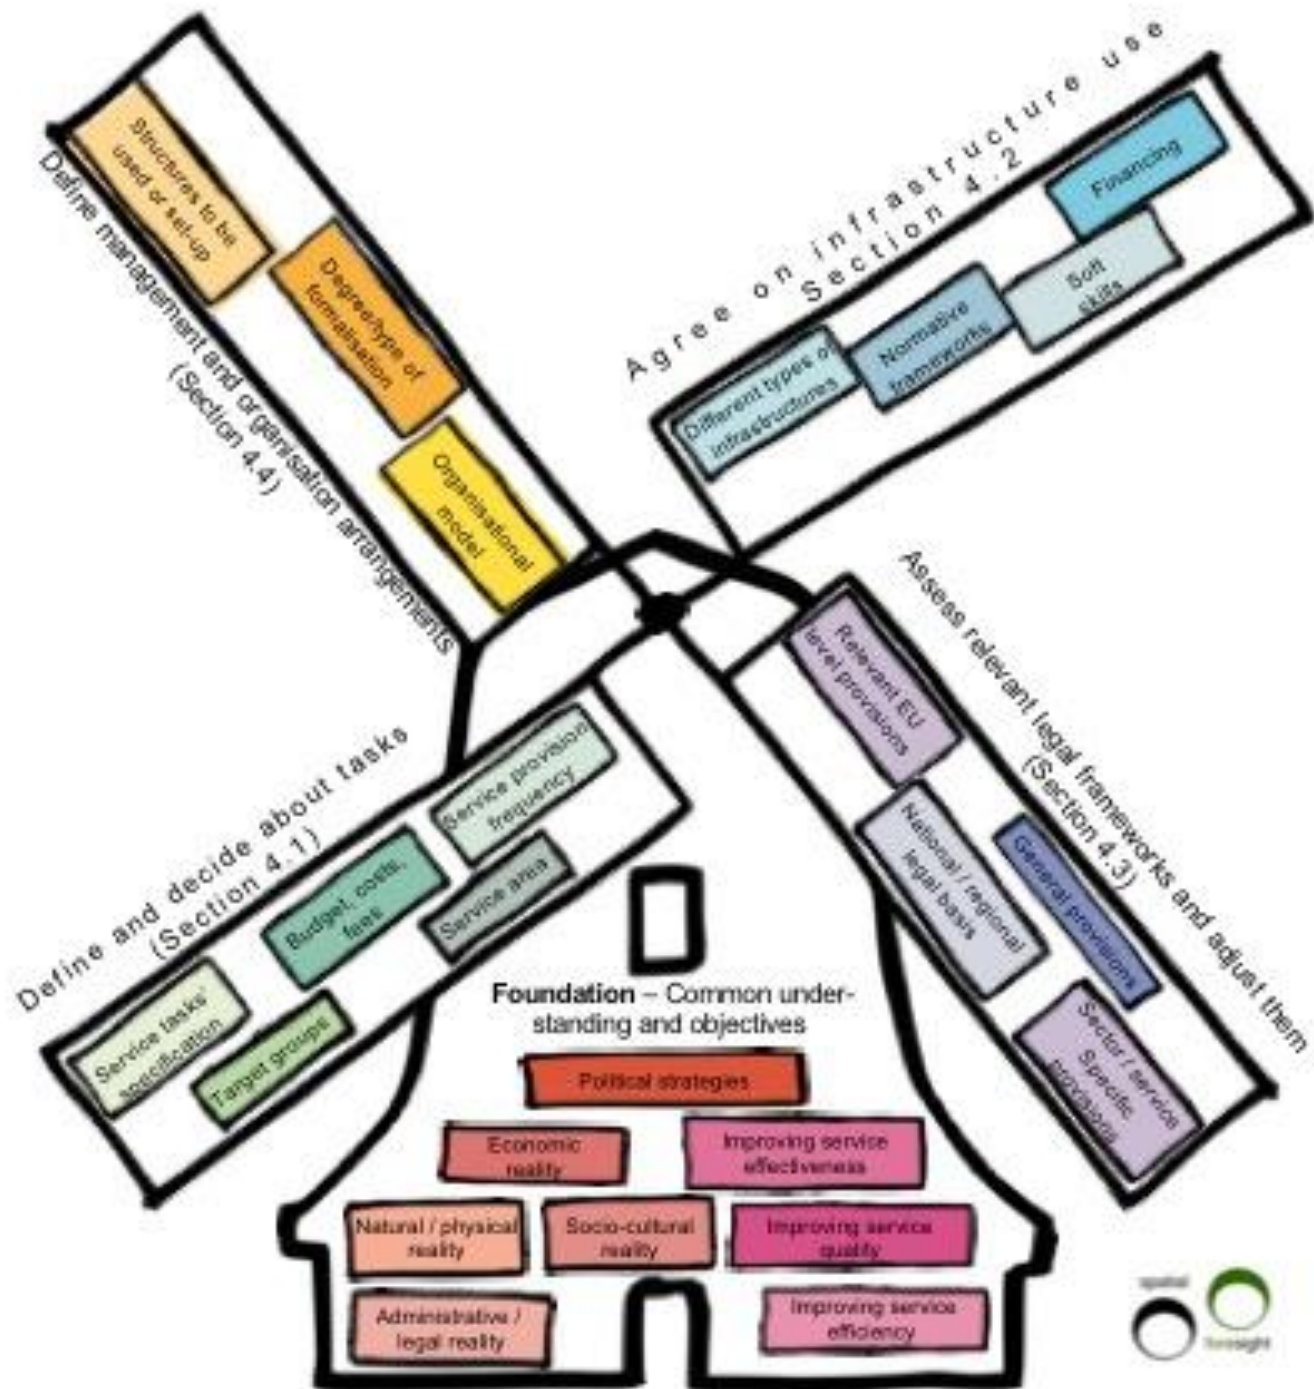 Structures to be
used or set-up
Degree/type of
formalisation
Organisational
model
Define management and organisation arrangements
(Section 4.4)
Agree on infrastructure use
Section 4.2
Financing
Soft
skills
Normative
frameworks
Different types of
infrastructures
Assess relevant legal frameworks and adjust them
(Section 4.3)
Relevant EU
level provisions
National / regional
legal basis
General provisions
Sector / service
Specific
provisions
Define and decide about tasks
(Section 4.1)
Service provision
frequency
Budget, costs,
fees
Service area
Service tasks'
specification
Target groups
Foundation – Common under-
standing and objectives
Political strategies
Economic
reality
Improving service
effectiveness
Natural / physical
reality
Socio-cultural
reality
Improving service
quality
Administrative /
legal reality
Improving service
efficiency
spatial
foresight